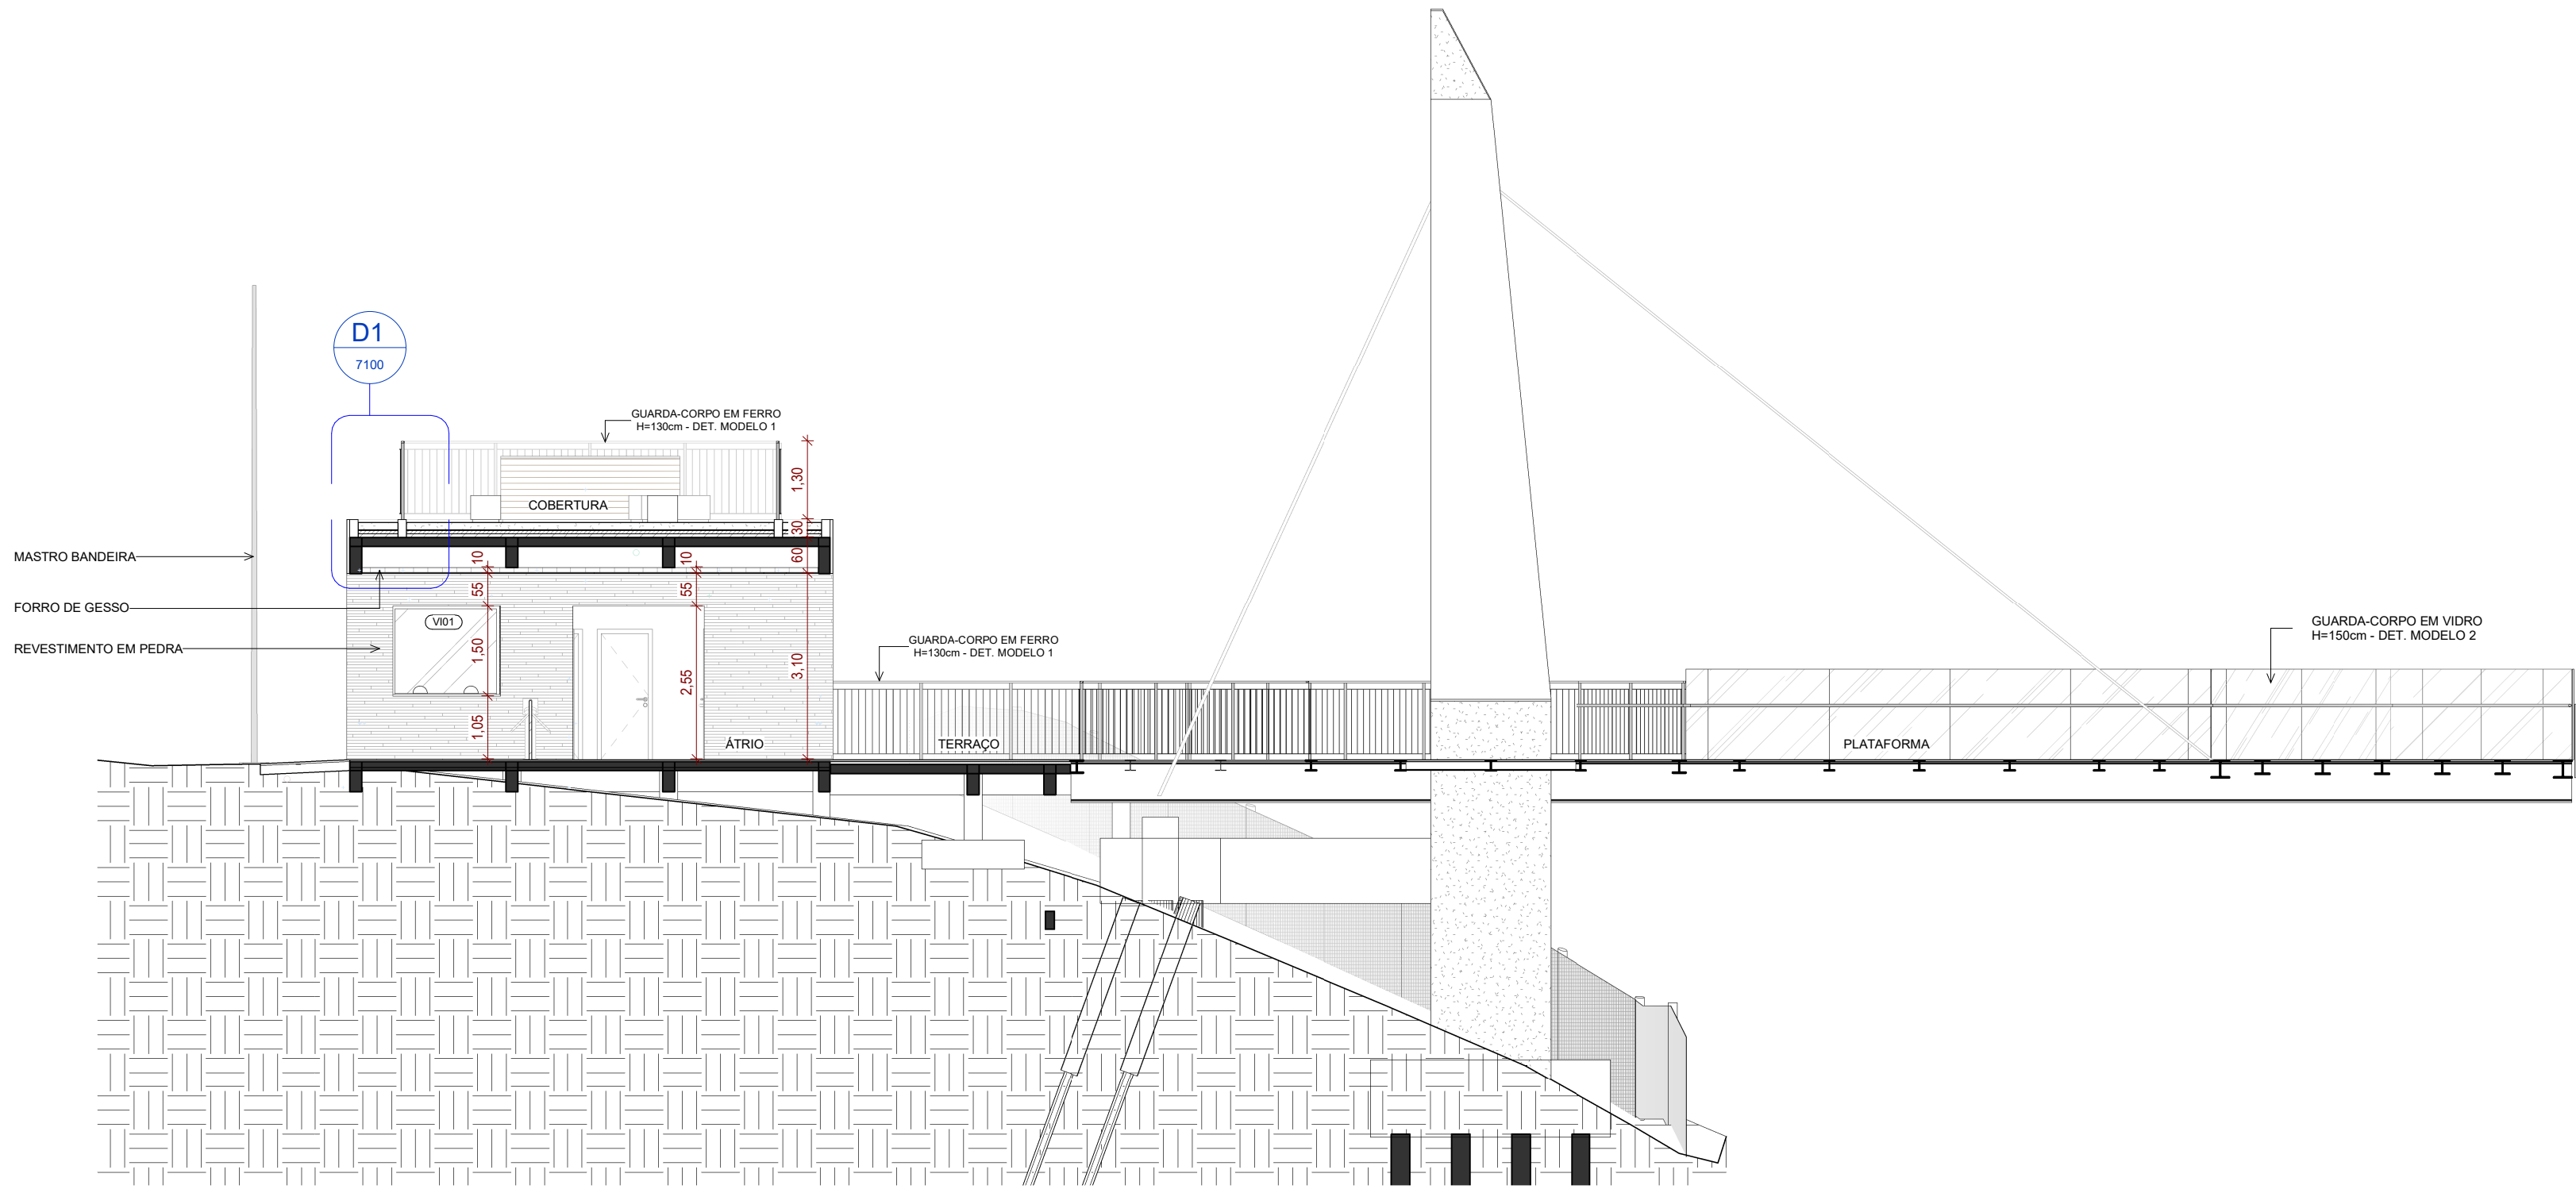 D1
7100
GUARDA-CORPO EM FERRO
H=130cm - DET. MODELO 1
1,30
COBERTURA
30
MASTRO BANDEIRA
60
10
10
55
55
FORRO DE GESSO
VI01
REVESTIMENTO EM PEDRA
1,50
2,55
3,10
1,05
ÁTRIO
GUARDA-CORPO EM FERRO
H=130cm - DET. MODELO 1
TERRAÇO
GUARDA-CORPO EM VIDRO
H=150cm - DET. MODELO 2
PLATAFORMA